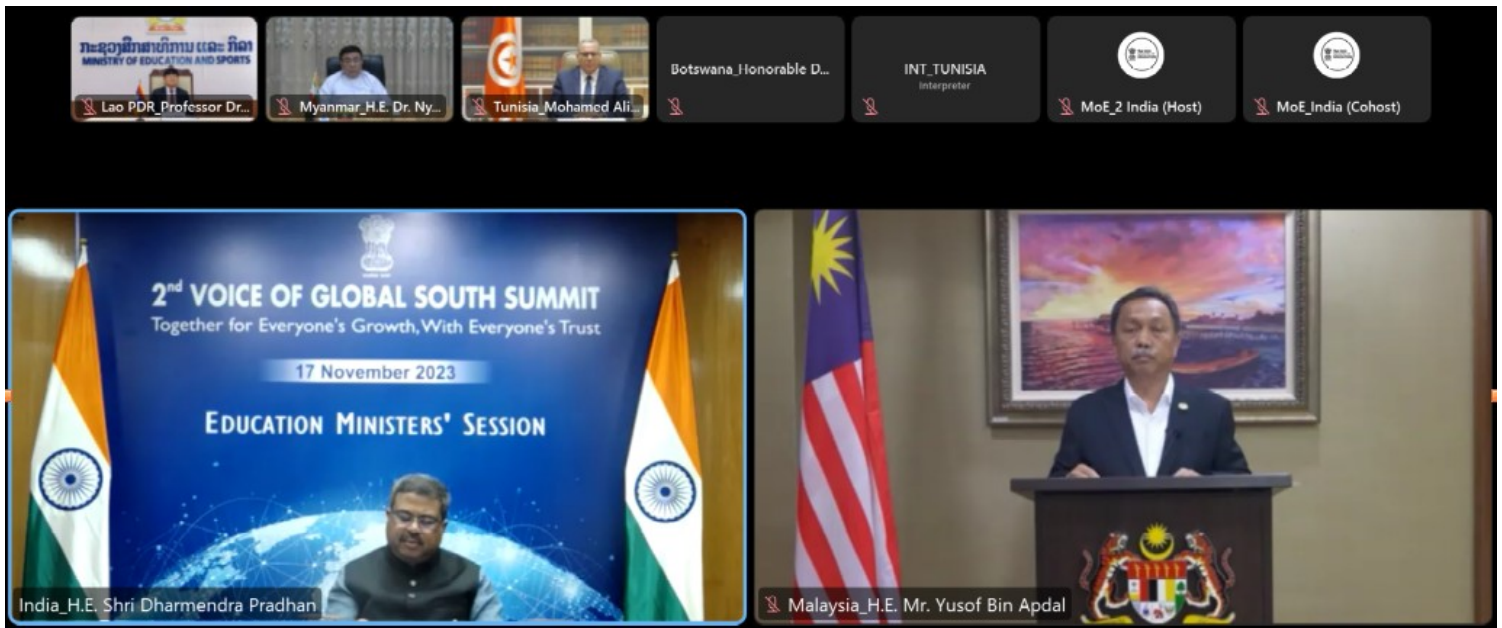 ກະຊວງສຶກສາທິການ ແລະ ກິລາ
MINISTRY OF EDUCATION AND SPORTS
Lao PDR_Professor Dr...
Myanmar_H.E. Dr. Ny...
Tunisia_Mohamed Ali...
Botswana_Honorable D...
INT_TUNISIA
Interpreter
MoE_2 India (Host)
MoE_India (Cohost)
2nd VOICE OF GLOBAL SOUTH SUMMIT
Together for Everyone's Growth, With Everyone's Trust
17 November 2023
EDUCATION MINISTERS' SESSION
India_H.E. Shri Dharmendra Pradhan
Malaysia_H.E. Mr. Yusof Bin Apdal